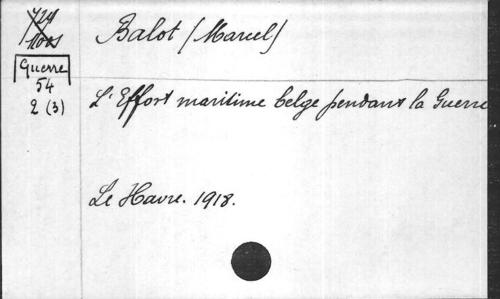 Balot (Marcel)
Guerre
54
2 (3)
L'Effort maritime belge pendant la Guerre
Le Havre. 1918.